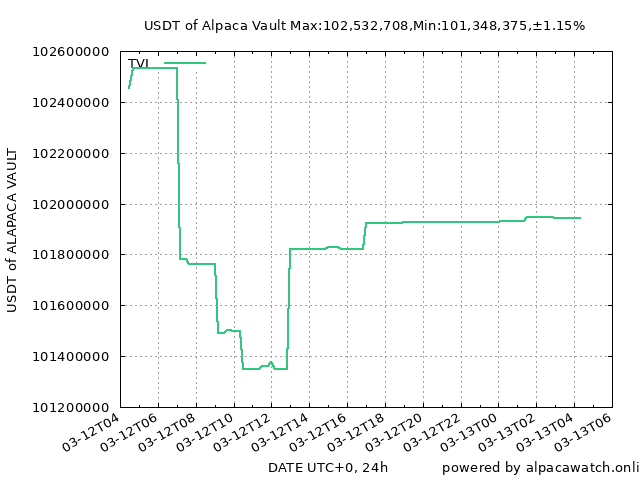 USDT of Alpaca Vault Max:102,532,708,Min:101,348,375,±1.15%
102600000
TVL
102400000
102200000
102000000
101800000
101600000
101400000
101200000
USDT of ALAPACA VAULT
03-12T04
03-12T06
03-12T08
03-12T10
03-12T12
03-12T14
03-12T16
03-12T18
03-12T20
03-12T22
03-13T00
03-13T02
03-13T04
03-13T06
DATE UTC+0, 24h
powered by alpacawatch.onli